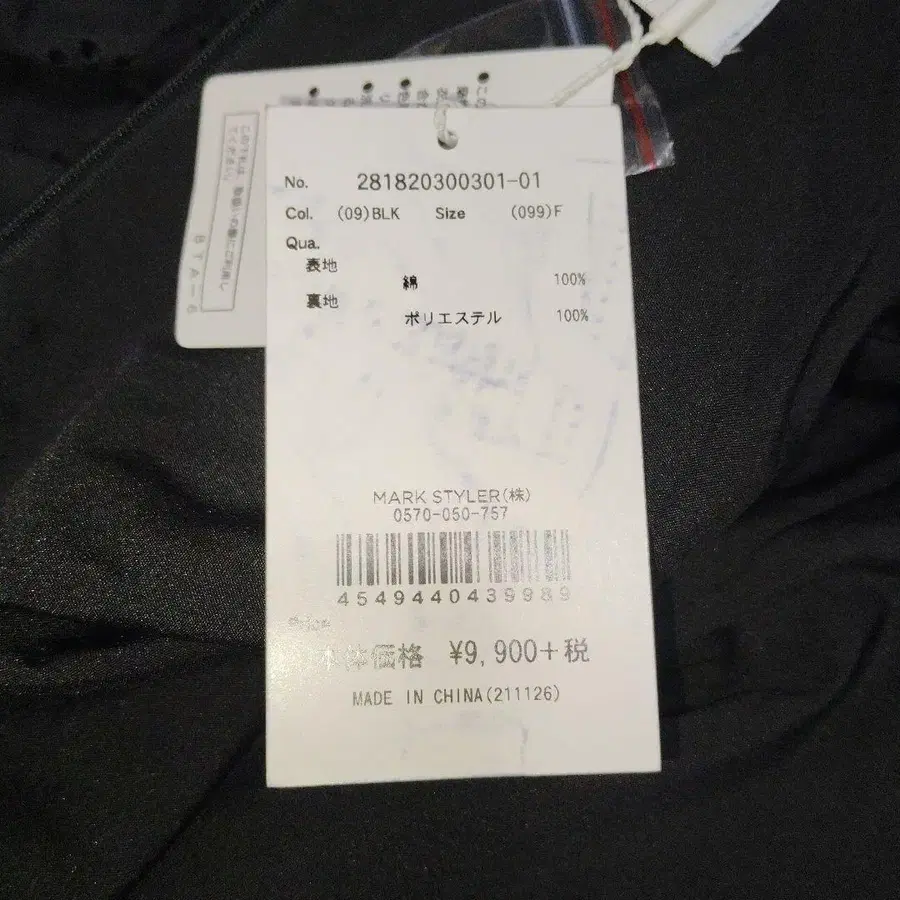 No. 281820300301-01
Col. (09)BLK Size (099)F
Qua.
表地
綿 100%
裏地
ポリエステル 100%
MARK STYLER(株)
0570-050-757
4549440439989
Price
本体価格 ¥9,900+税
MADE IN CHINA(211126)